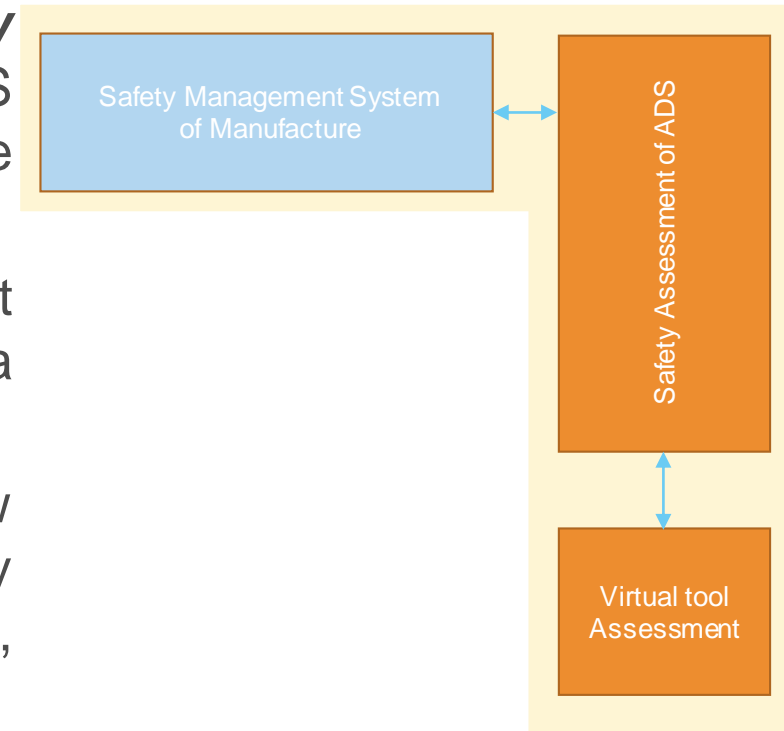 y
S
e
t
a
w
y
,
Safety Management System
of Manufacture
Safety Assessment of ADS
Virtual tool
Assessment